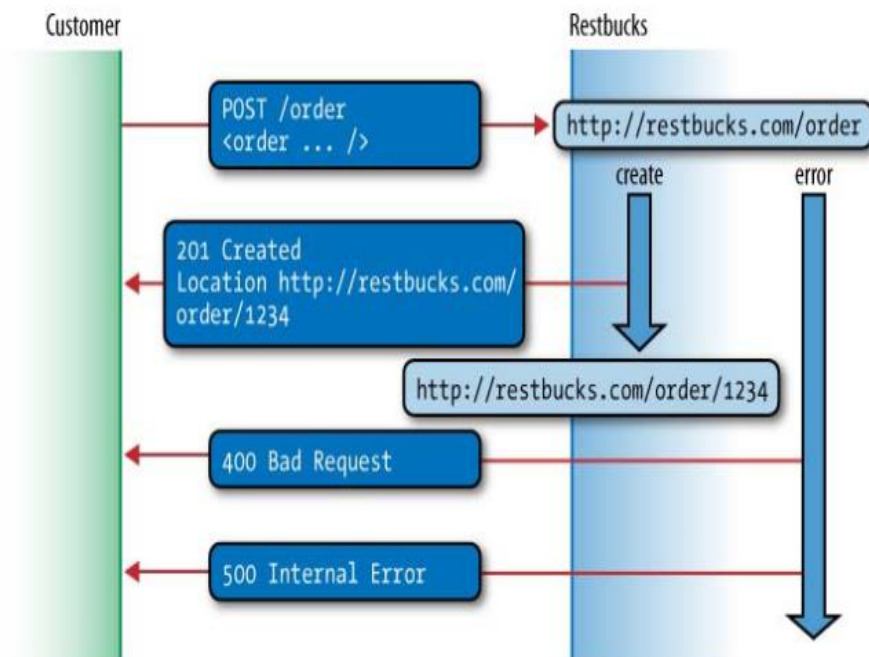 Customer
Restbucks
POST /order
<order ... />
http://restbucks.com/order
create
error
201 Created
Location http://restbucks.com/
order/1234
http://restbucks.com/order/1234
400 Bad Request
500 Internal Error